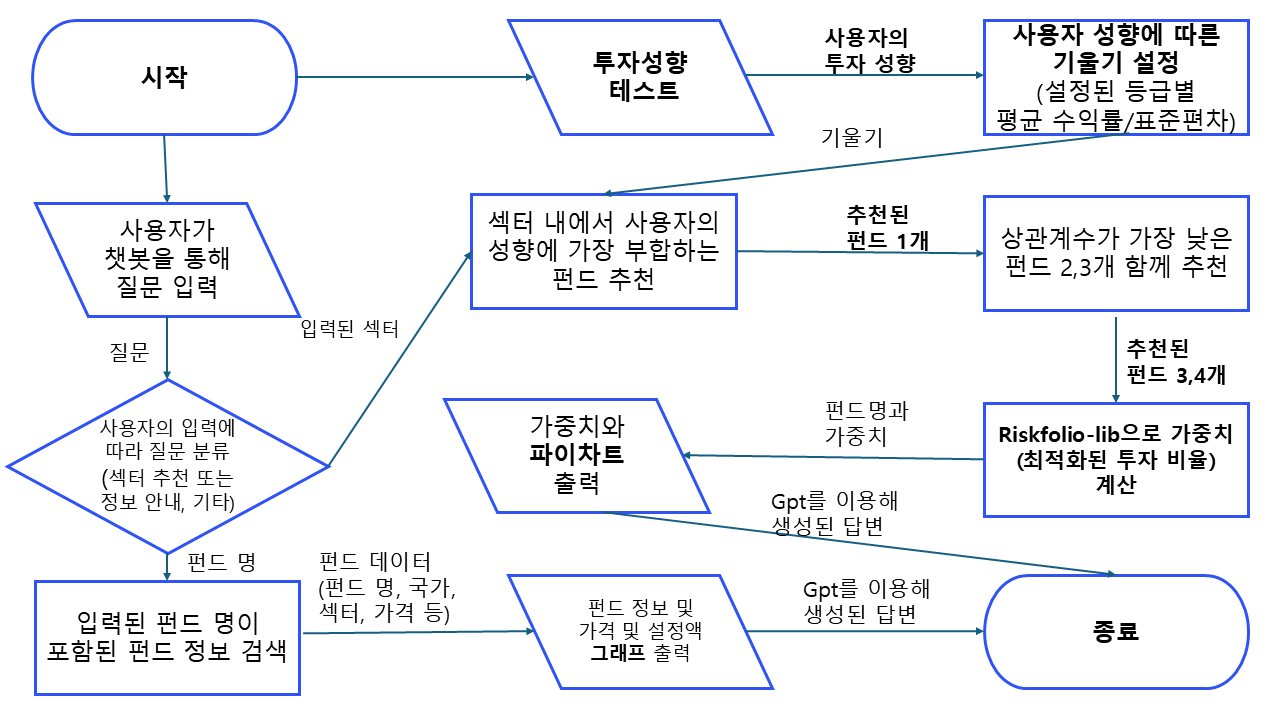 시작
투자성향
테스트
사용자의
투자 성향
사용자 성향에 따른
기울기 설정
(설정된 등급별
평균 수익률/표준편차)
기울기
사용자가
챗봇을 통해
질문 입력
섹터 내에서 사용자의
성향에 가장 부합하는
펀드 추천
추천된
펀드 1개
상관계수가 가장 낮은
펀드 2,3개 함께 추천
입력된 섹터
질문
추천된
펀드 3,4개
사용자의 입력에
따라 질문 분류
(섹터 추천 또는
정보 안내, 기타)
가중치와
파이차트
출력
펀드명과
가중치
Riskfolio-lib으로 가중치
(최적화된 투자 비율)
계산
Gpt를 이용해
생성된 답변
펀드 명
입력된 펀드 명이
포함된 펀드 정보 검색
펀드 데이터
(펀드 명, 국가,
섹터, 가격 등)
펀드 정보 및
가격 및 설정액
그래프 출력
Gpt를 이용해
생성된 답변
종료